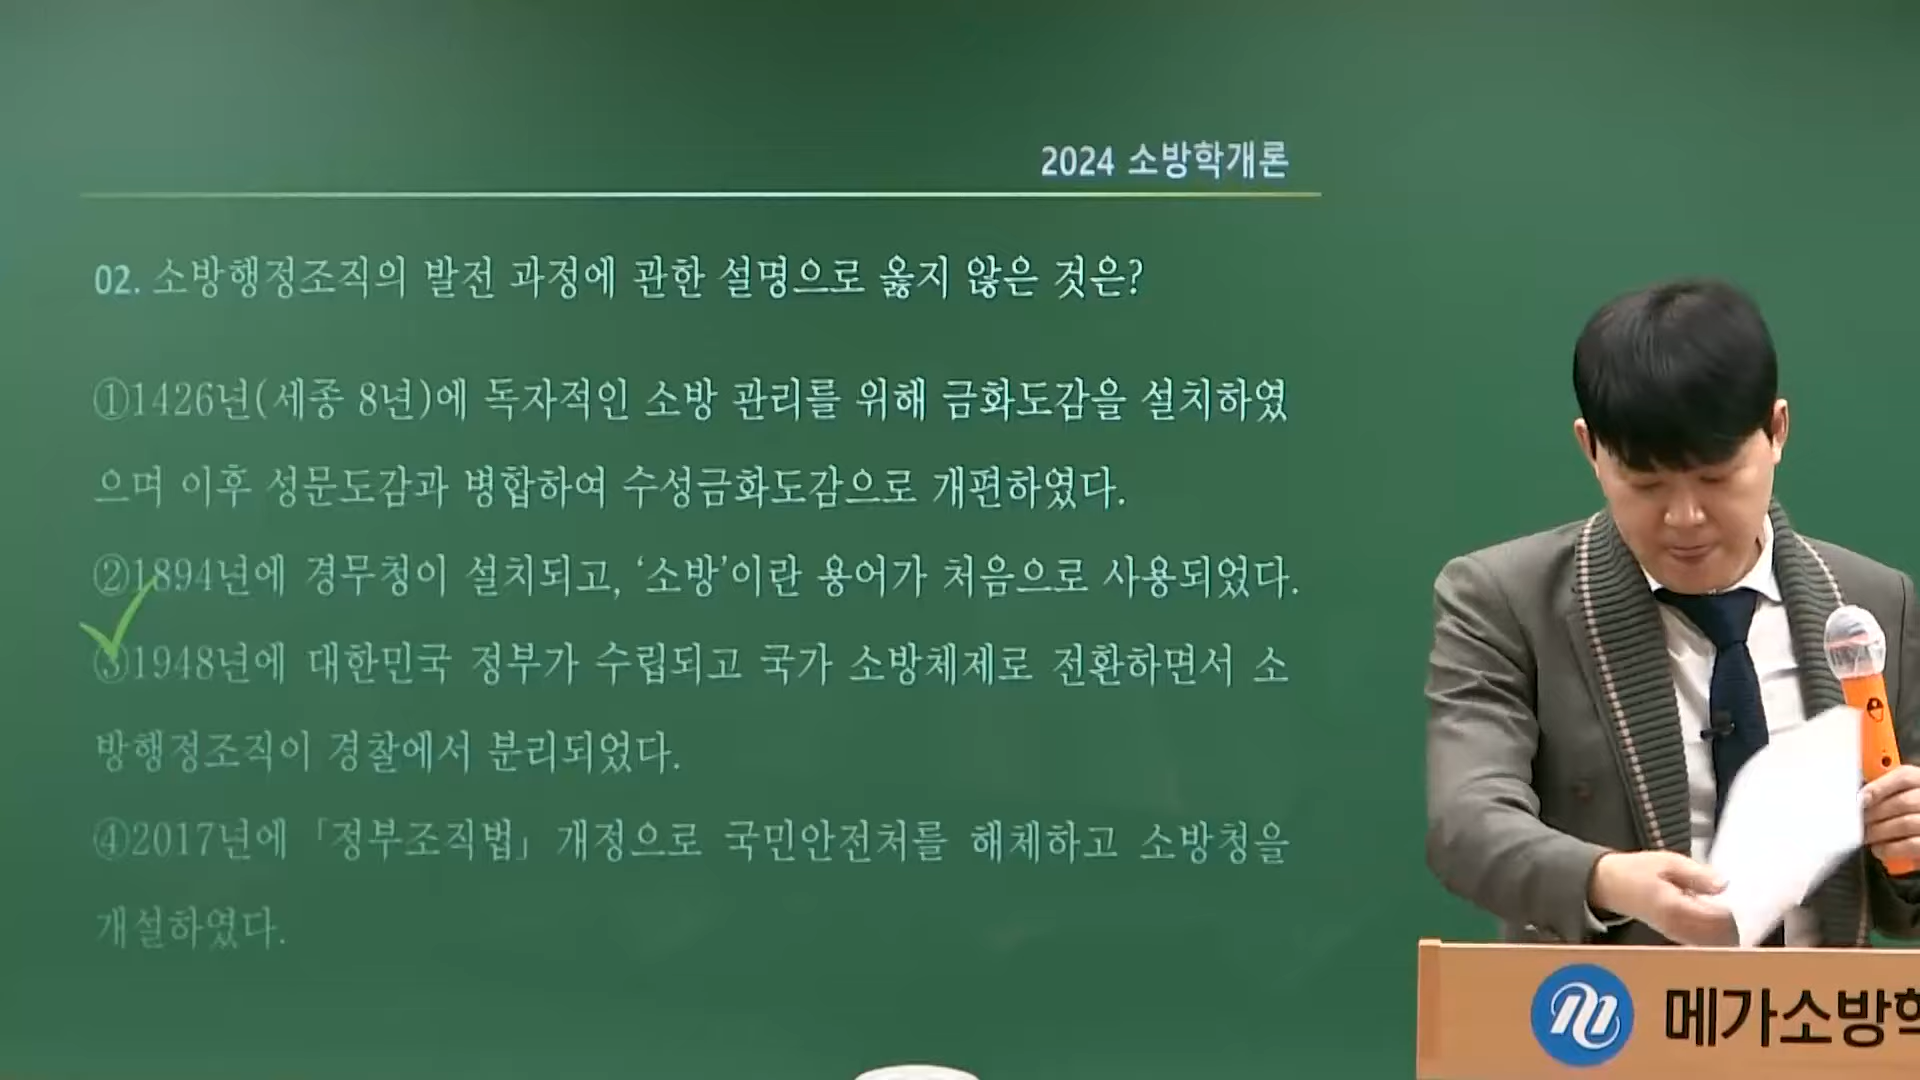 2024 소방학개론
02. 소방행정조직의 발전 과정에 관한 설명으로 옳지 않은 것은?
①1426년(세종 8년)에 독자적인 소방 관리를 위해 금화도감을 설치하였
으며 이후 성문도감과 병합하여 수성금화도감으로 개편하였다.
②1894년에 경무청이 설치되고, ‘소방’이란 용어가 처음으로 사용되었다.
③1948년에 대한민국 정부가 수립되고 국가 소방체제로 전환하면서 소
방행정조직이 경찰에서 분리되었다.
④2017년에 「정부조직법」 개정으로 국민안전처를 해체하고 소방청을
개설하였다.
메가소방학